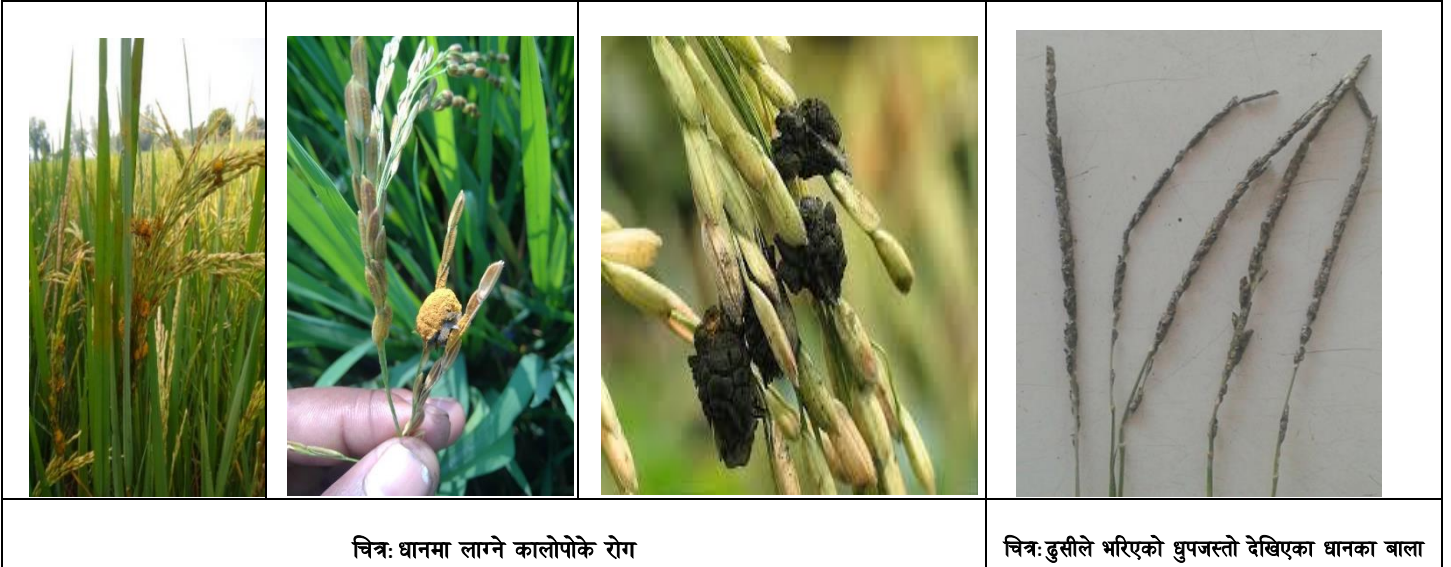 चित्र: धानमा लाग्ने कालोपोके रोग
चित्र: ढुसीले भरिएको धुपजस्तो देखिएका धानका बाला